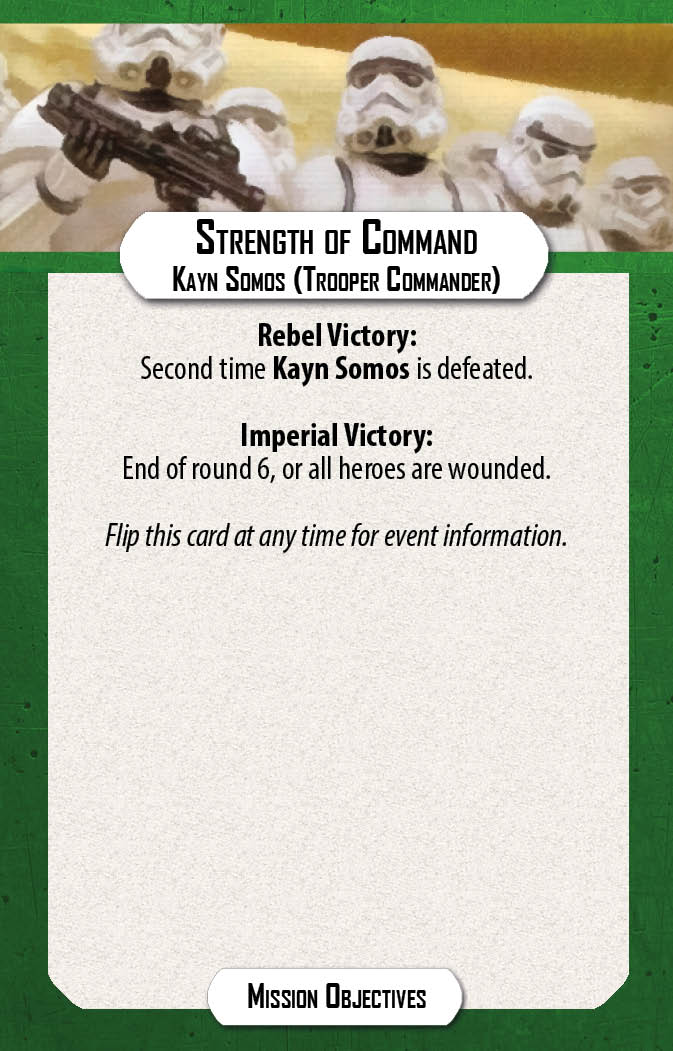 Strength of Command
Kayn Somos (Trooper Commander)
Rebel Victory:
Second time Kayn Somos is defeated.
Imperial Victory:
End of round 6, or all heroes are wounded.
Flip this card at any time for event information.
Mission Objectives